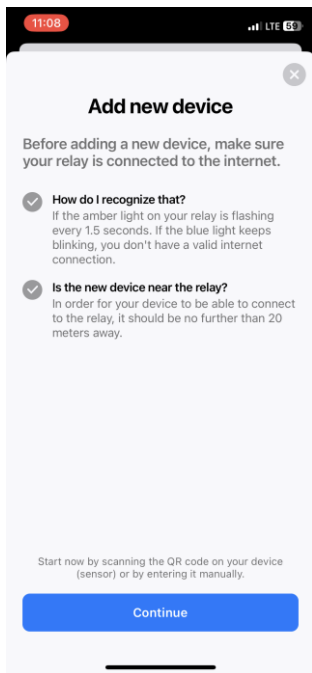 11:08
LTE 59
Add new device
Before adding a new device, make sure
your relay is connected to the internet.
How do I recognize that?
If the amber light on your relay is flashing
every 1.5 seconds. If the blue light keeps
blinking, you don't have a valid internet
connection.
Is the new device near the relay?
In order for your device to be able to connect
to the relay, it should be no further than 20
meters away.
Start now by scanning the QR code on your device
(sensor) or by entering it manually.
Continue